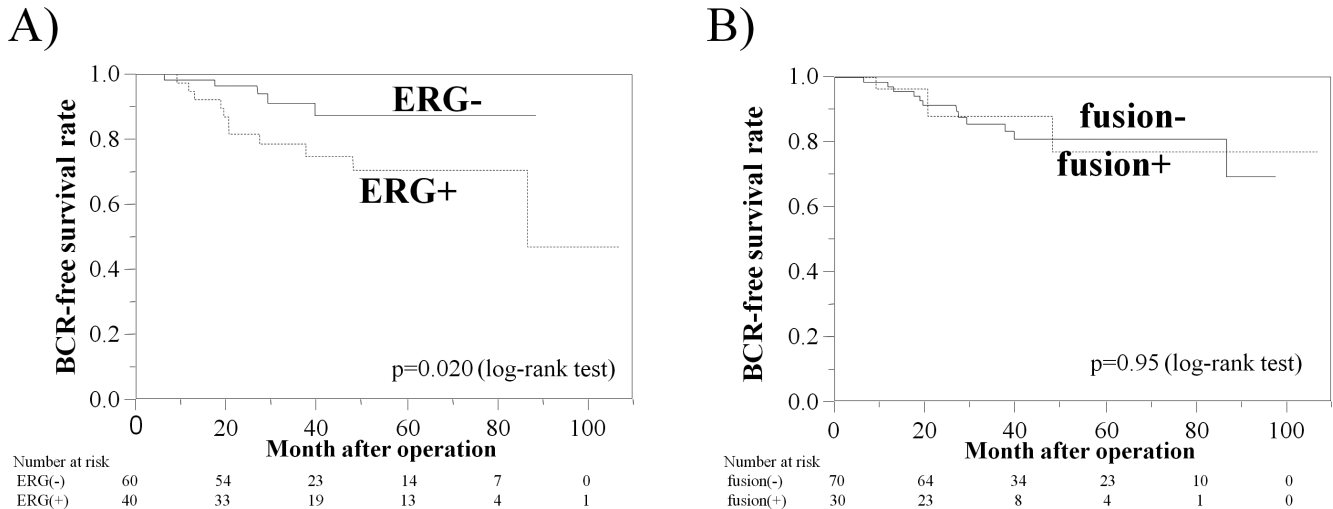 A)
BCR-free survival rate
1.0
0.8
0.6
0.4
0.2
0.0
ERG-
ERG+
p=0.020 (log-rank test)
0 20 40 60 80 100
Month after operation
Number at risk
ERG(-) 60 54 23 14 7 0
ERG(+) 40 33 19 13 4 1
B)
BCR-free survival rate
1.0
0.8
0.6
0.4
0.2
0.0
fusion-
fusion+
p=0.95 (log-rank test)
0 20 40 60 80 100
Month after operation
Number at risk
fusion(-) 70 64 34 23 10 0
fusion(+) 30 23 8 4 1 0